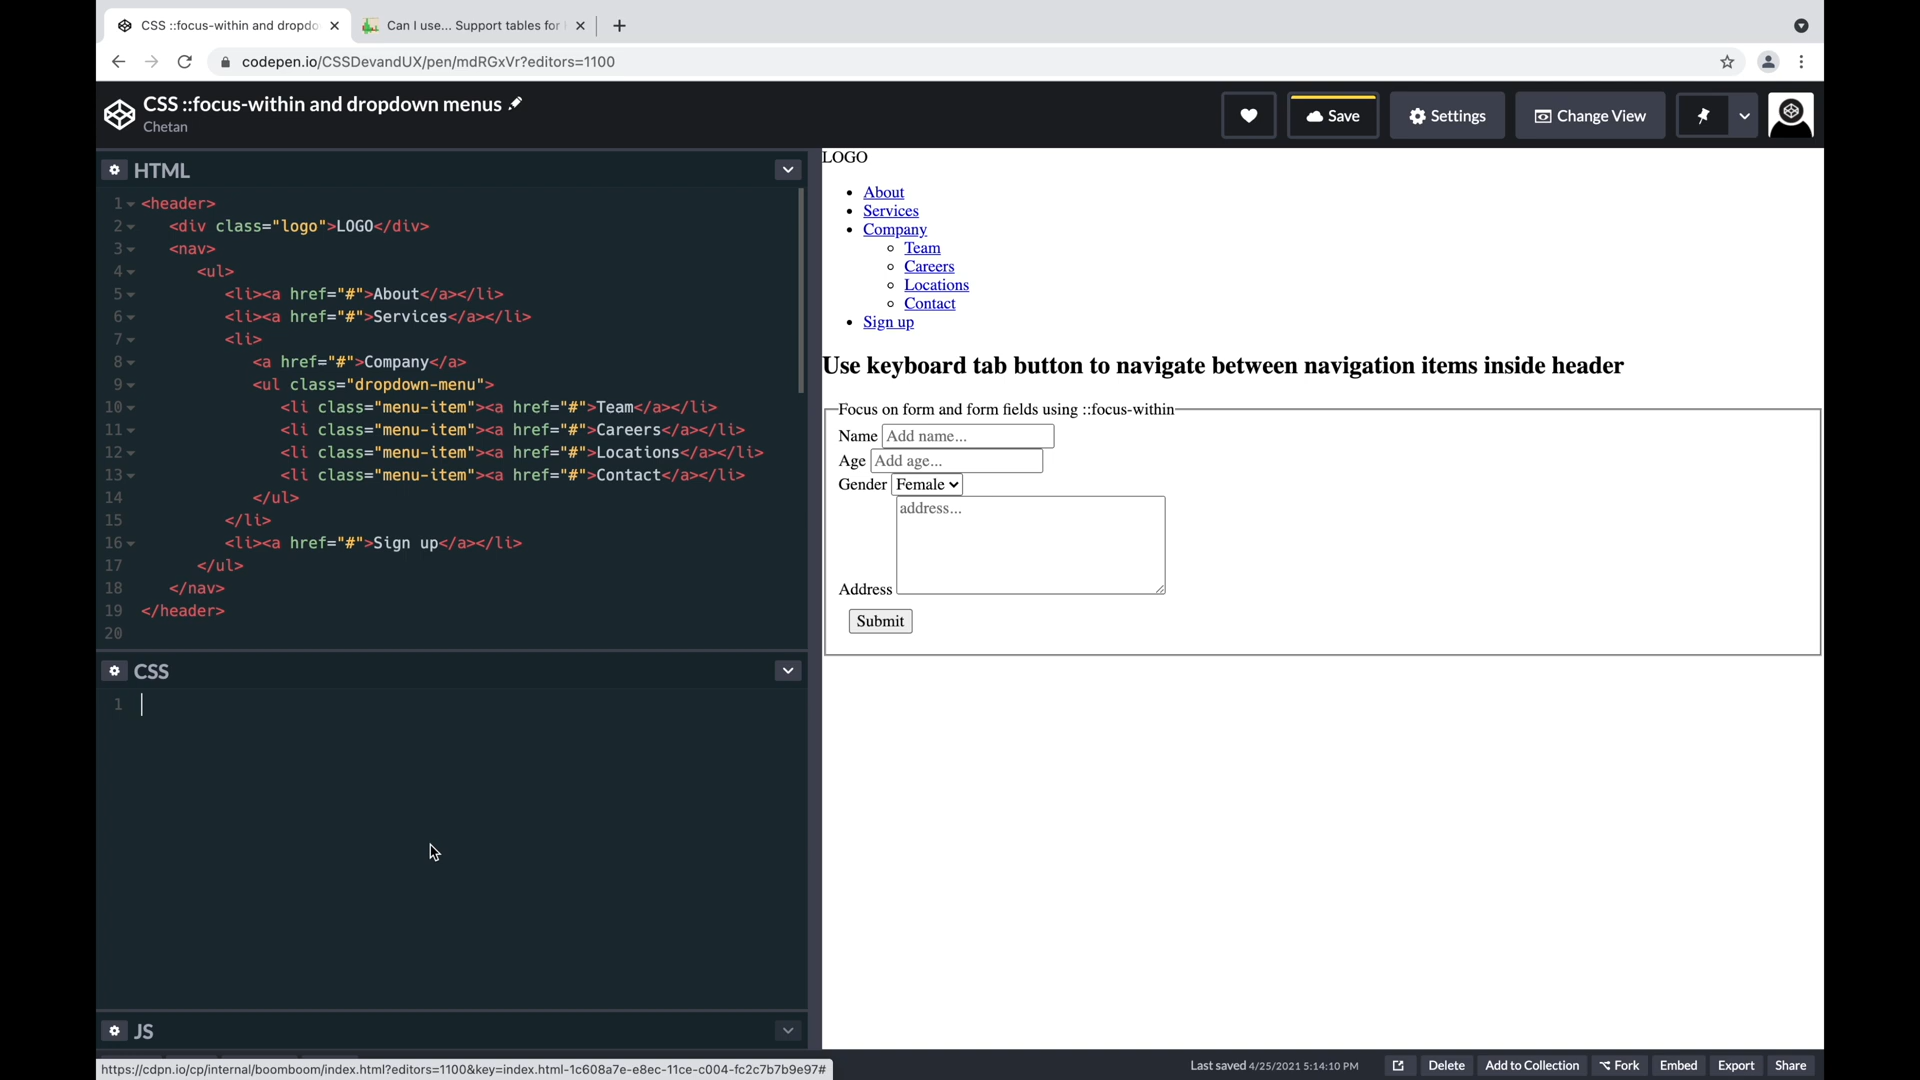 CSS ::focus-within and dropdo
Can I use... Support tables for
codepen.io/CSSDevandUX/pen/mdRGxVr?editors=1100
CSS ::focus-within and dropdown menus
Chetan
Save
Settings
Change View
HTML
1 <header>
2 <div class="logo">LOGO</div>
3 <nav>
4 <ul>
5 <li><a href="#">About</a></li>
6 <li><a href="#">Services</a></li>
7 <li>
8 <a href="#">Company</a>
9 <ul class="dropdown-menu">
10 <li class="menu-item"><a href="#">Team</a></li>
11 <li class="menu-item"><a href="#">Careers</a></li>
12 <li class="menu-item"><a href="#">Locations</a></li>
13 <li class="menu-item"><a href="#">Contact</a></li>
14 </ul>
15 </li>
16 <li><a href="#">Sign up</a></li>
17 </ul>
18 </nav>
19 </header>
20
CSS
1
JS
LOGO
About
Services
Company
Team
Careers
Locations
Contact
Sign up
Use keyboard tab button to navigate between navigation items inside header
Focus on form and form fields using ::focus-within
Name Add name...
Age Add age...
Gender Female
address...
Address
Submit
https://cdpn.io/cp/internal/boomboom/index.html?editors=1100&key=index.html-1c608a7e-e8ec-11ce-c004-fc2c7b7b9e97#
Last saved 4/25/2021 5:14:10 PM
Delete
Add to Collection
Fork
Embed
Export
Share